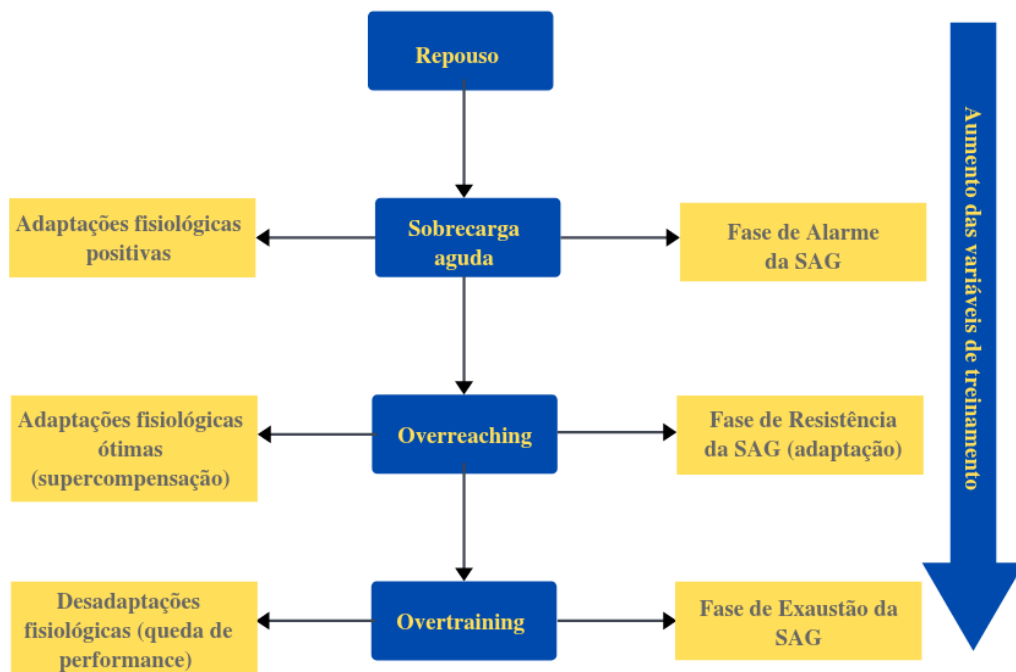 Repouso
Adaptações fisiológicas
positivas
Sobrecarga
aguda
Fase de Alarme
da SAG
Adaptações fisiológicas
ótimas
(supercompensação)
Overreaching
Fase de Resistência
da SAG (adaptação)
Desadaptações
fisiológicas (queda de
performance)
Overtraining
Fase de Exaustão da
SAG
Aumento das variáveis de treinamento